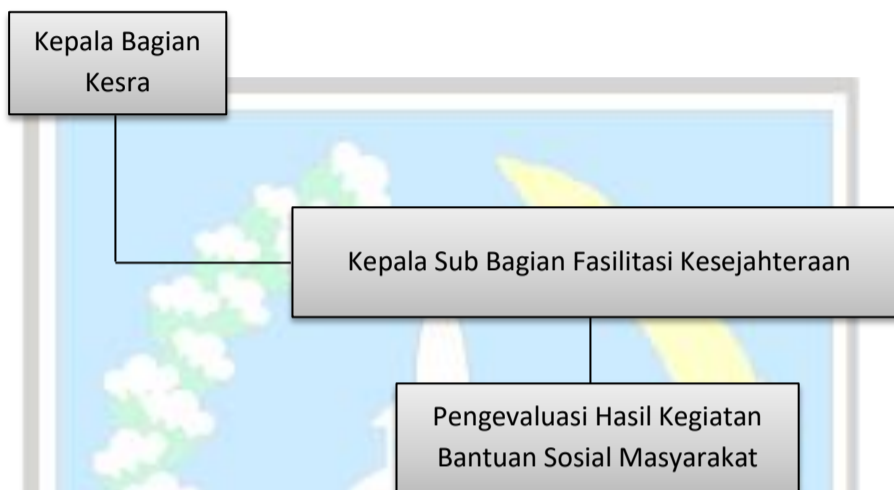 Kepala Bagian
Kesra
Kepala Sub Bagian Fasilitasi Kesejahteraan
Pengevaluasi Hasil Kegiatan
Bantuan Sosial Masyarakat